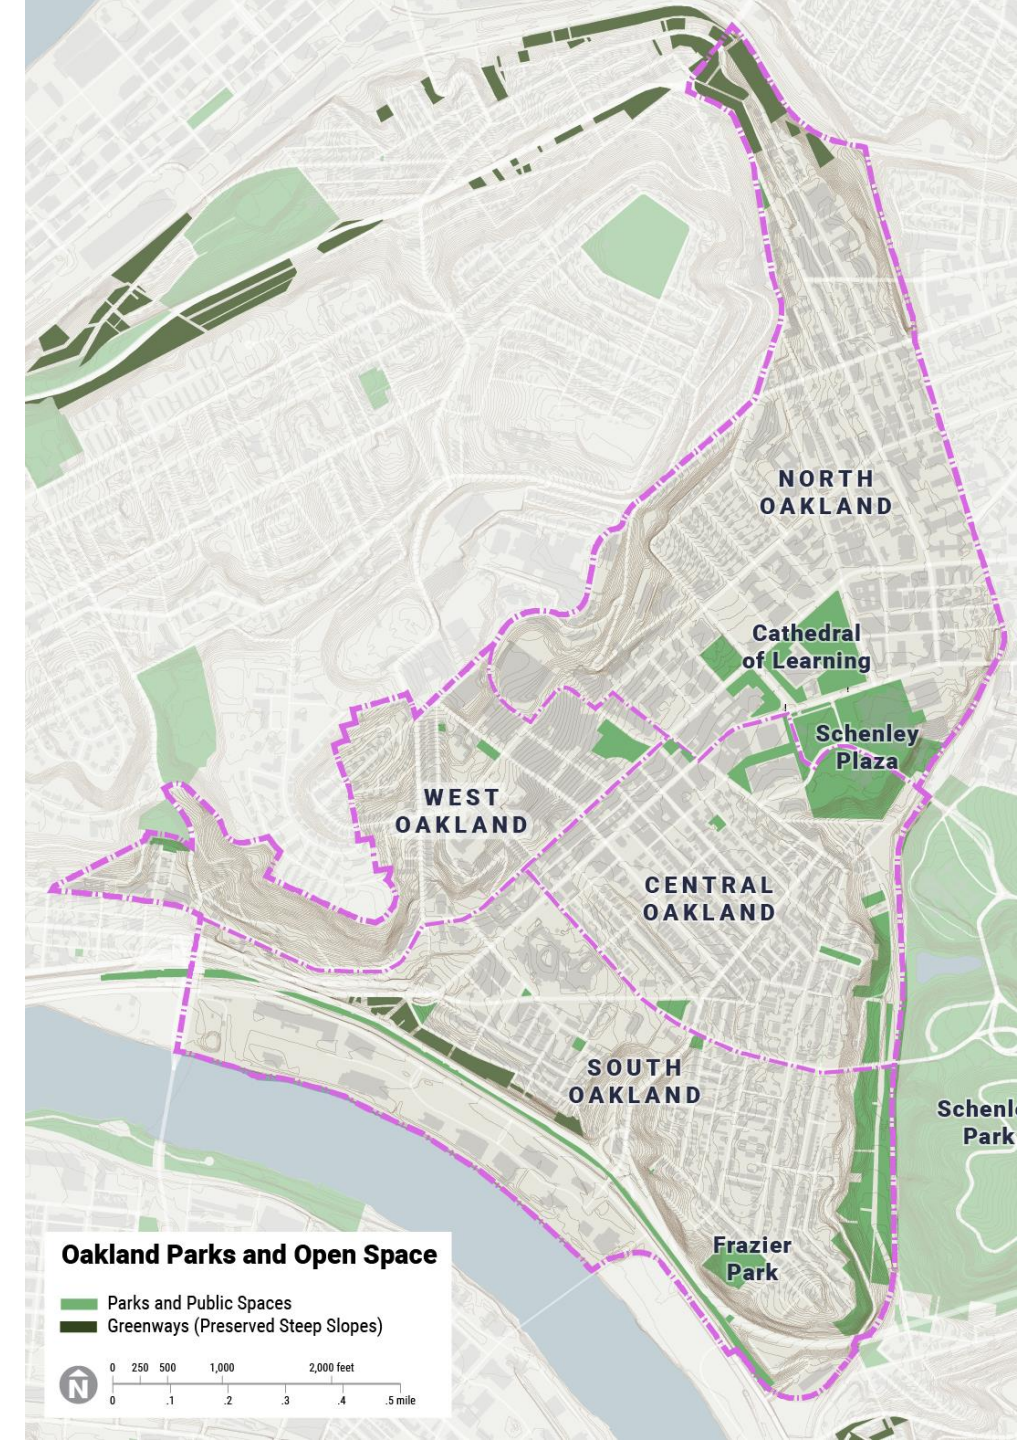 NORTH
OAKLAND
Cathedral
of Learning
Schenley
Plaza
WEST
OAKLAND
CENTRAL
OAKLAND
SOUTH
OAKLAND
Schenl
Park
Frazier
Park
Oakland Parks and Open Space
Parks and Public Spaces
Greenways (Preserved Steep Slopes)
N
0 250 500 1,000 2,000 feet
0 .1 .2 .3 .4 .5 mile